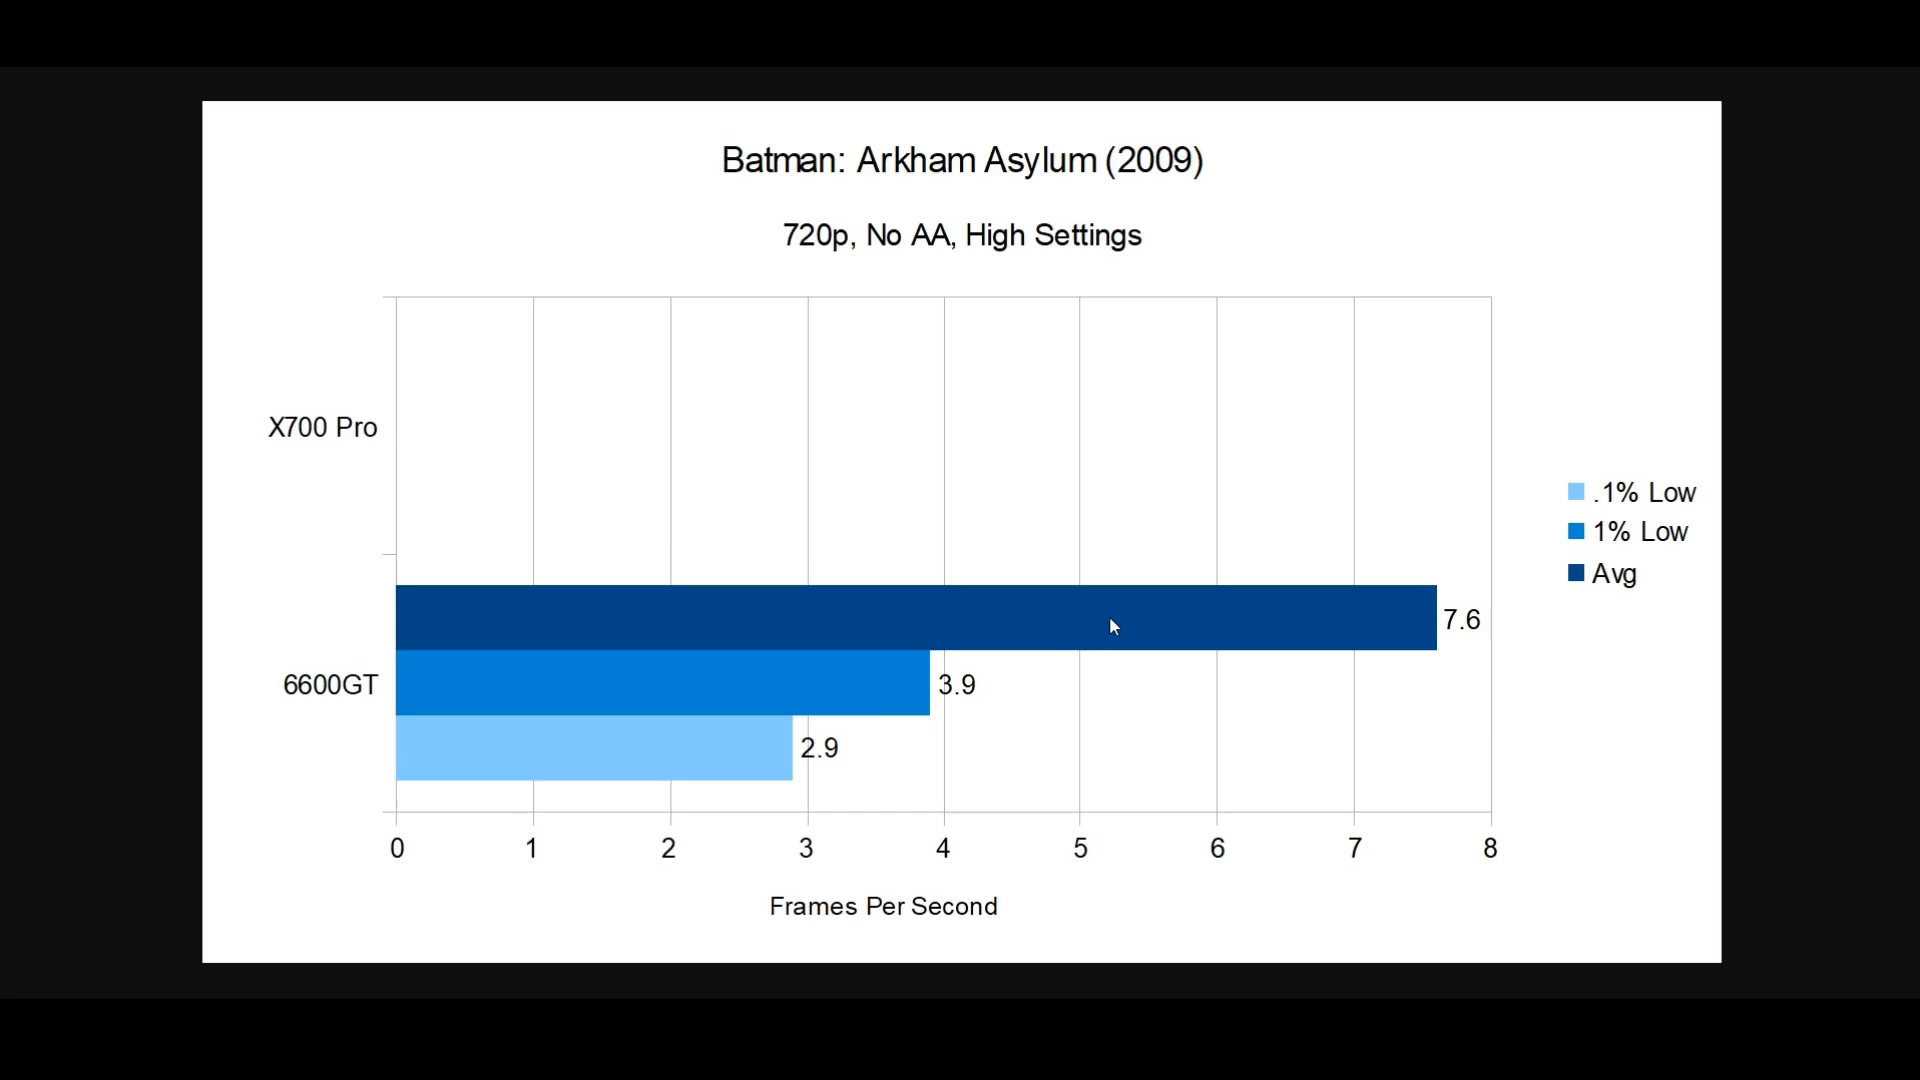 Batman: Arkham Asylum (2009)
720p, No AA, High Settings
X700 Pro
.1% Low
1% Low
Avg
7.6
6600GT
3.9
2.9
0 1 2 3 4 5 6 7 8
Frames Per Second